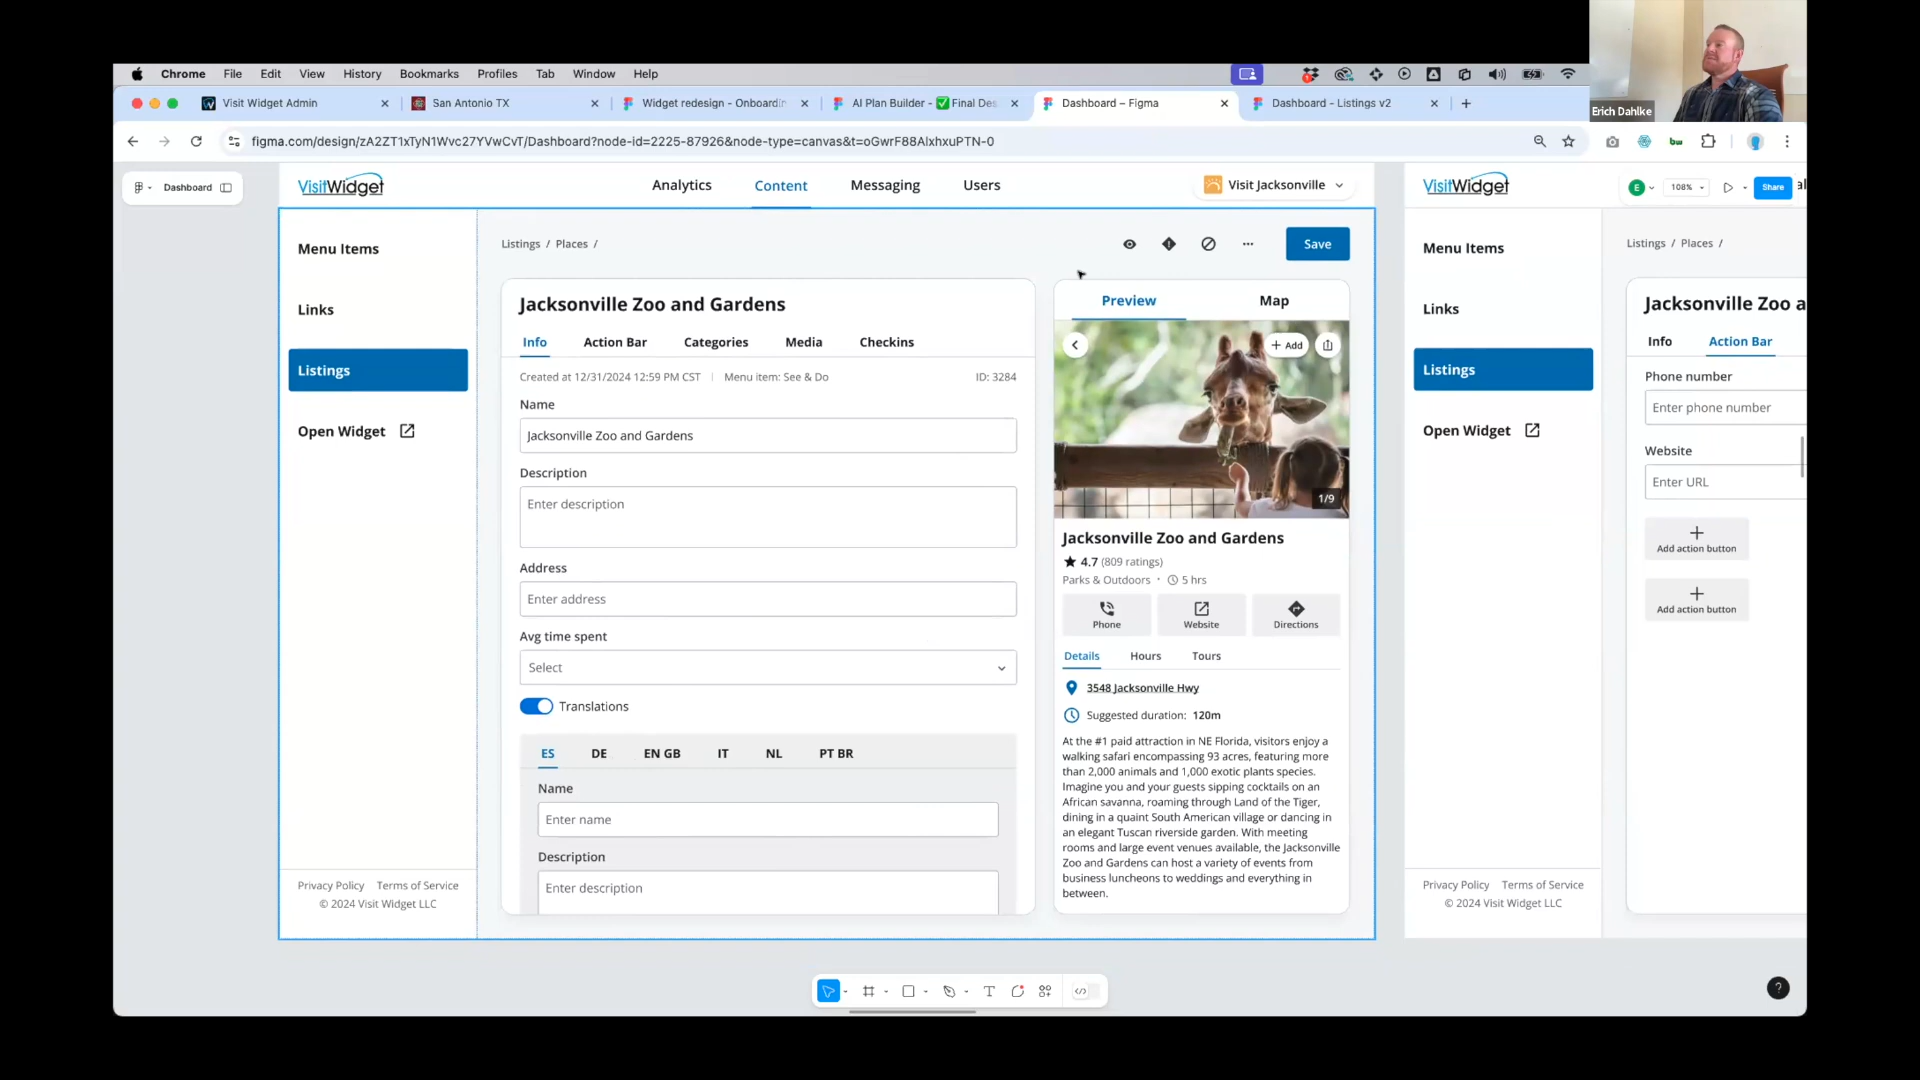 Chrome File Edit View History Bookmarks Profiles Tab Window Help
Erich Dahlke
Visit Widget Admin
San Antonio TX
Widget redesign - Onboardin
AI Plan Builder - ✅ Final Des
Dashboard – Figma
Dashboard - Listings v2
figma.com/design/zA2ZT1xTyN1Wvc27YVwCvT/Dashboard?node-id=2225-87926&node-type=canvas&t=oGwrF88AlxhxuPTN-0
Dashboard
VisitWidget
Analytics
Content
Messaging
Users
Visit Jacksonville
Menu Items
Links
Listings
Open Widget
Privacy Policy Terms of Service
© 2024 Visit Widget LLC
Listings / Places /
Save
Jacksonville Zoo and Gardens
Info
Action Bar
Categories
Media
Checkins
Created at 12/31/2024 12:59 PM CST | Menu item: See & Do
ID: 3284
Name
Jacksonville Zoo and Gardens
Description
Enter description
Address
Enter address
Avg time spent
Select
Translations
ES
DE
EN GB
IT
NL
PT BR
Name
Enter name
Description
Enter description
Preview
Map
+ Add
1/9
Jacksonville Zoo and Gardens
4.7 (809 ratings)
Parks & Outdoors · 5 hrs
Phone
Website
Directions
Details
Hours
Tours
3548 Jacksonville Hwy
Suggested duration: 120m
At the #1 paid attraction in NE Florida, visitors enjoy a
walking safari encompassing 93 acres, featuring more
than 2,000 animals and 1,000 exotic plants species.
Imagine you and your guests sipping cocktails on an
African savanna, roaming through Land of the Tiger,
dining in a quaint South American village or dancing in
an elegant Tuscan riverside garden. With meeting
rooms and large event venues available, the Jacksonville
Zoo and Gardens can host a variety of events from
business luncheons to weddings and everything in
between.
VisitWidget
E
108%
Share
al
Menu Items
Links
Listings
Open Widget
Privacy Policy Terms of Service
© 2024 Visit Widget LLC
Listings / Places /
Jacksonville Zoo a
Info
Action Bar
Phone number
Enter phone number
Website
Enter URL
Add action button
Add action button